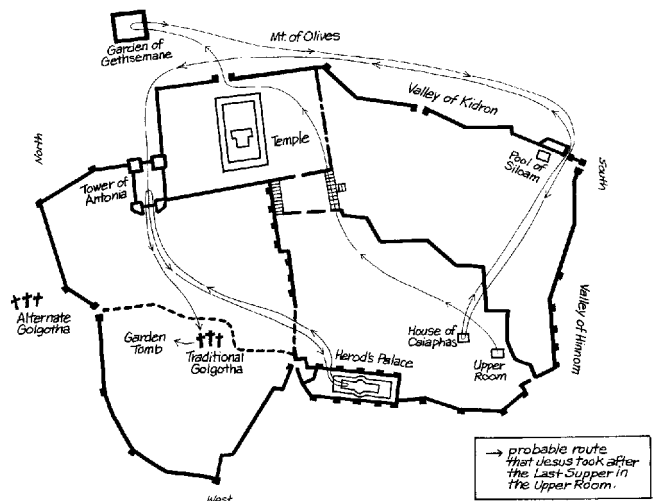 Garden of
Gethsemane
Mt. of Olives
Valley of Kidron
North
Temple
Pool of
Siloam
South
Tower of
Antonia
Valley of Hinnom
Alternate
Golgotha
Garden
Tomb
Traditional
Golgotha
Herod's Palace
House of
Caiaphas
Upper
Room
→ probable route
that Jesus took after
the Last Supper in
the Upper Room.
West